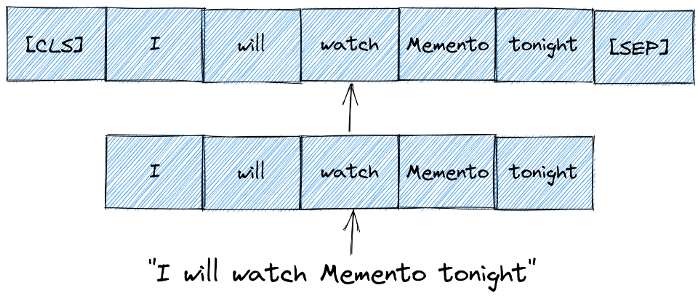 [CLS] I will watch Memento tonight [SEP]
I will watch Memento tonight
"I will watch Memento tonight"